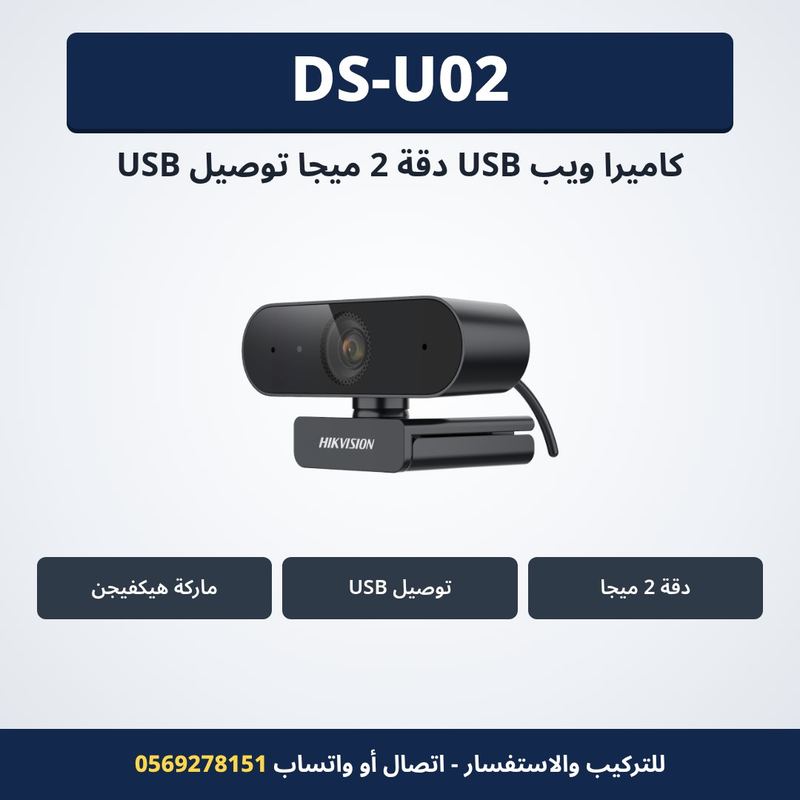 DS-U02
كاميرا ويب USB دقة 2 ميجا توصيل USB
HIKVISION
دقة 2 ميجا
توصيل USB
ماركة هيكفيجن
للتركيب والاستفسار - اتصال أو واتساب 0569278151